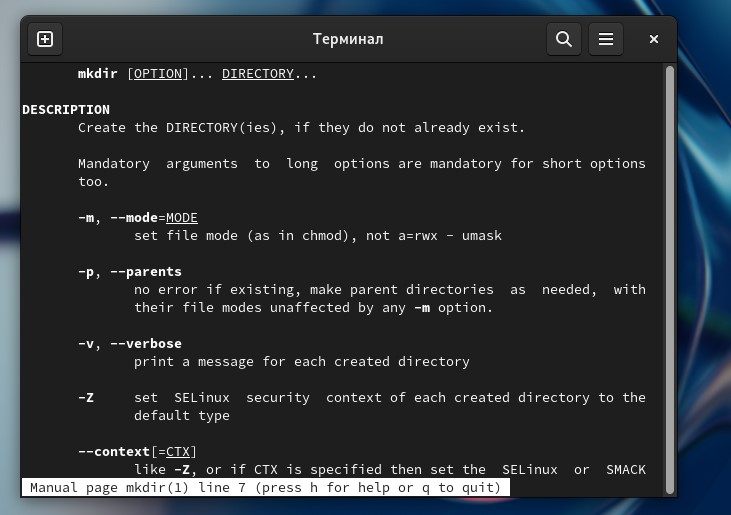 Терминал
mkdir [OPTION]... DIRECTORY...
DESCRIPTION
Create the DIRECTORY(ies), if they do not already exist.
Mandatory arguments to long options are mandatory for short options
too.
-m, --mode=MODE
set file mode (as in chmod), not a=rwx - umask
-p, --parents
no error if existing, make parent directories as needed, with
their file modes unaffected by any -m option.
-v, --verbose
print a message for each created directory
-Z set SELinux security context of each created directory to the
default type
--context[=CTX]
like -Z, or if CTX is specified then set the SELinux or SMACK
Manual page mkdir(1) line 7 (press h for help or q to quit)